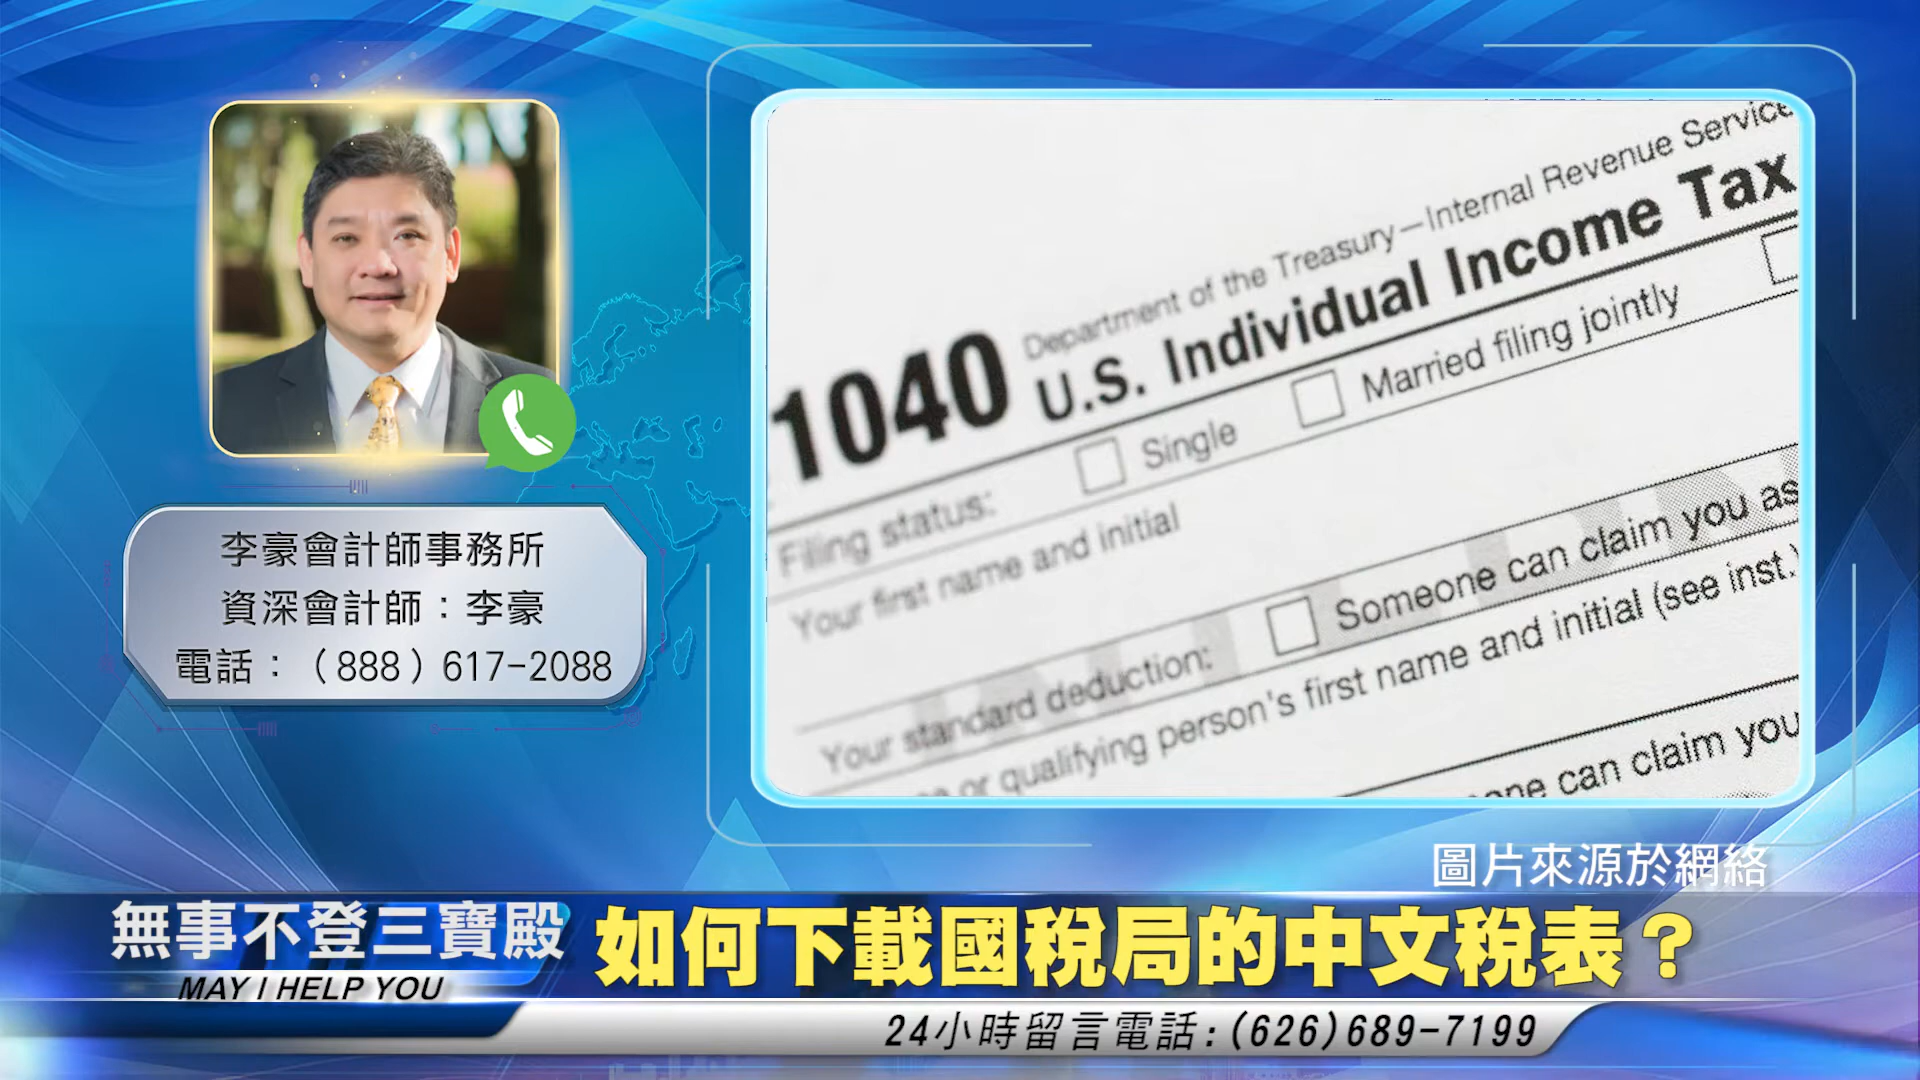 李豪會計師事務所
資深會計師：李豪
電話：（888）617-2088
1040
Department of the Treasury—Internal Revenue Service
U.S. Individual Income Tax
Filing status:
Single
Married filing jointly
Your first name and initial
Your standard deduction:
Someone can claim you as
or qualifying person's first name and initial (see inst.)
can claim you
圖片來源於網絡
無事不登三寶殿
MAY I HELP YOU
如何下載國稅局的中文稅表？
24小時留言電話:(626)689-7199